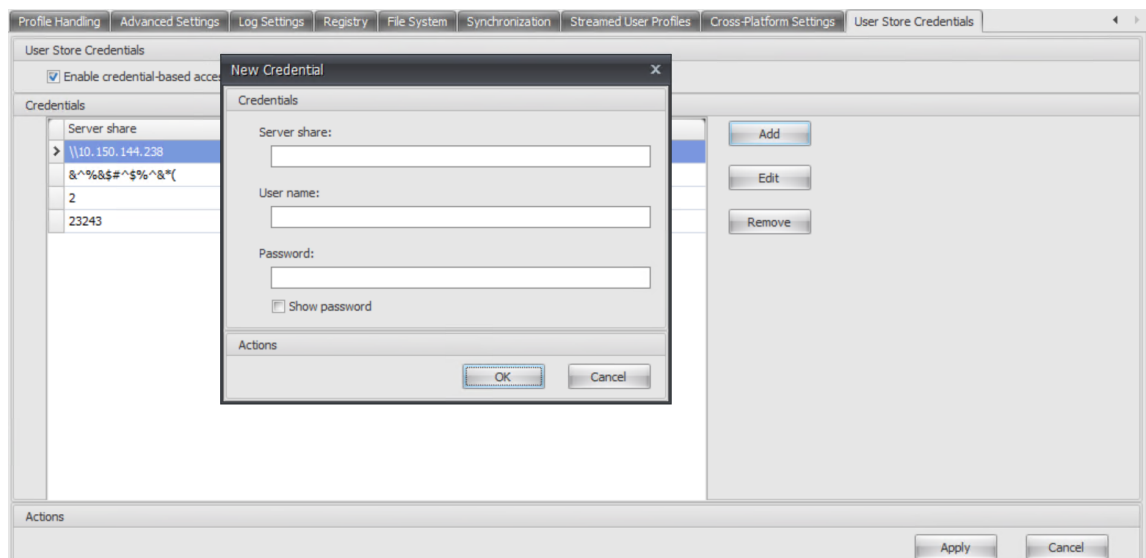 Profile Handling Advanced Settings Log Settings Registry File System Synchronization Streamed User Profiles Cross-Platform Settings User Store Credentials
User Store Credentials
Enable credential-based acce
Credentials
Server share
\\10.150.144.238
&^%&$#^$%^&*(
2
23243
New Credential
x
Credentials
Server share:
User name:
Password:
Show password
Actions
OK Cancel
Add
Edit
Remove
Actions
Apply Cancel